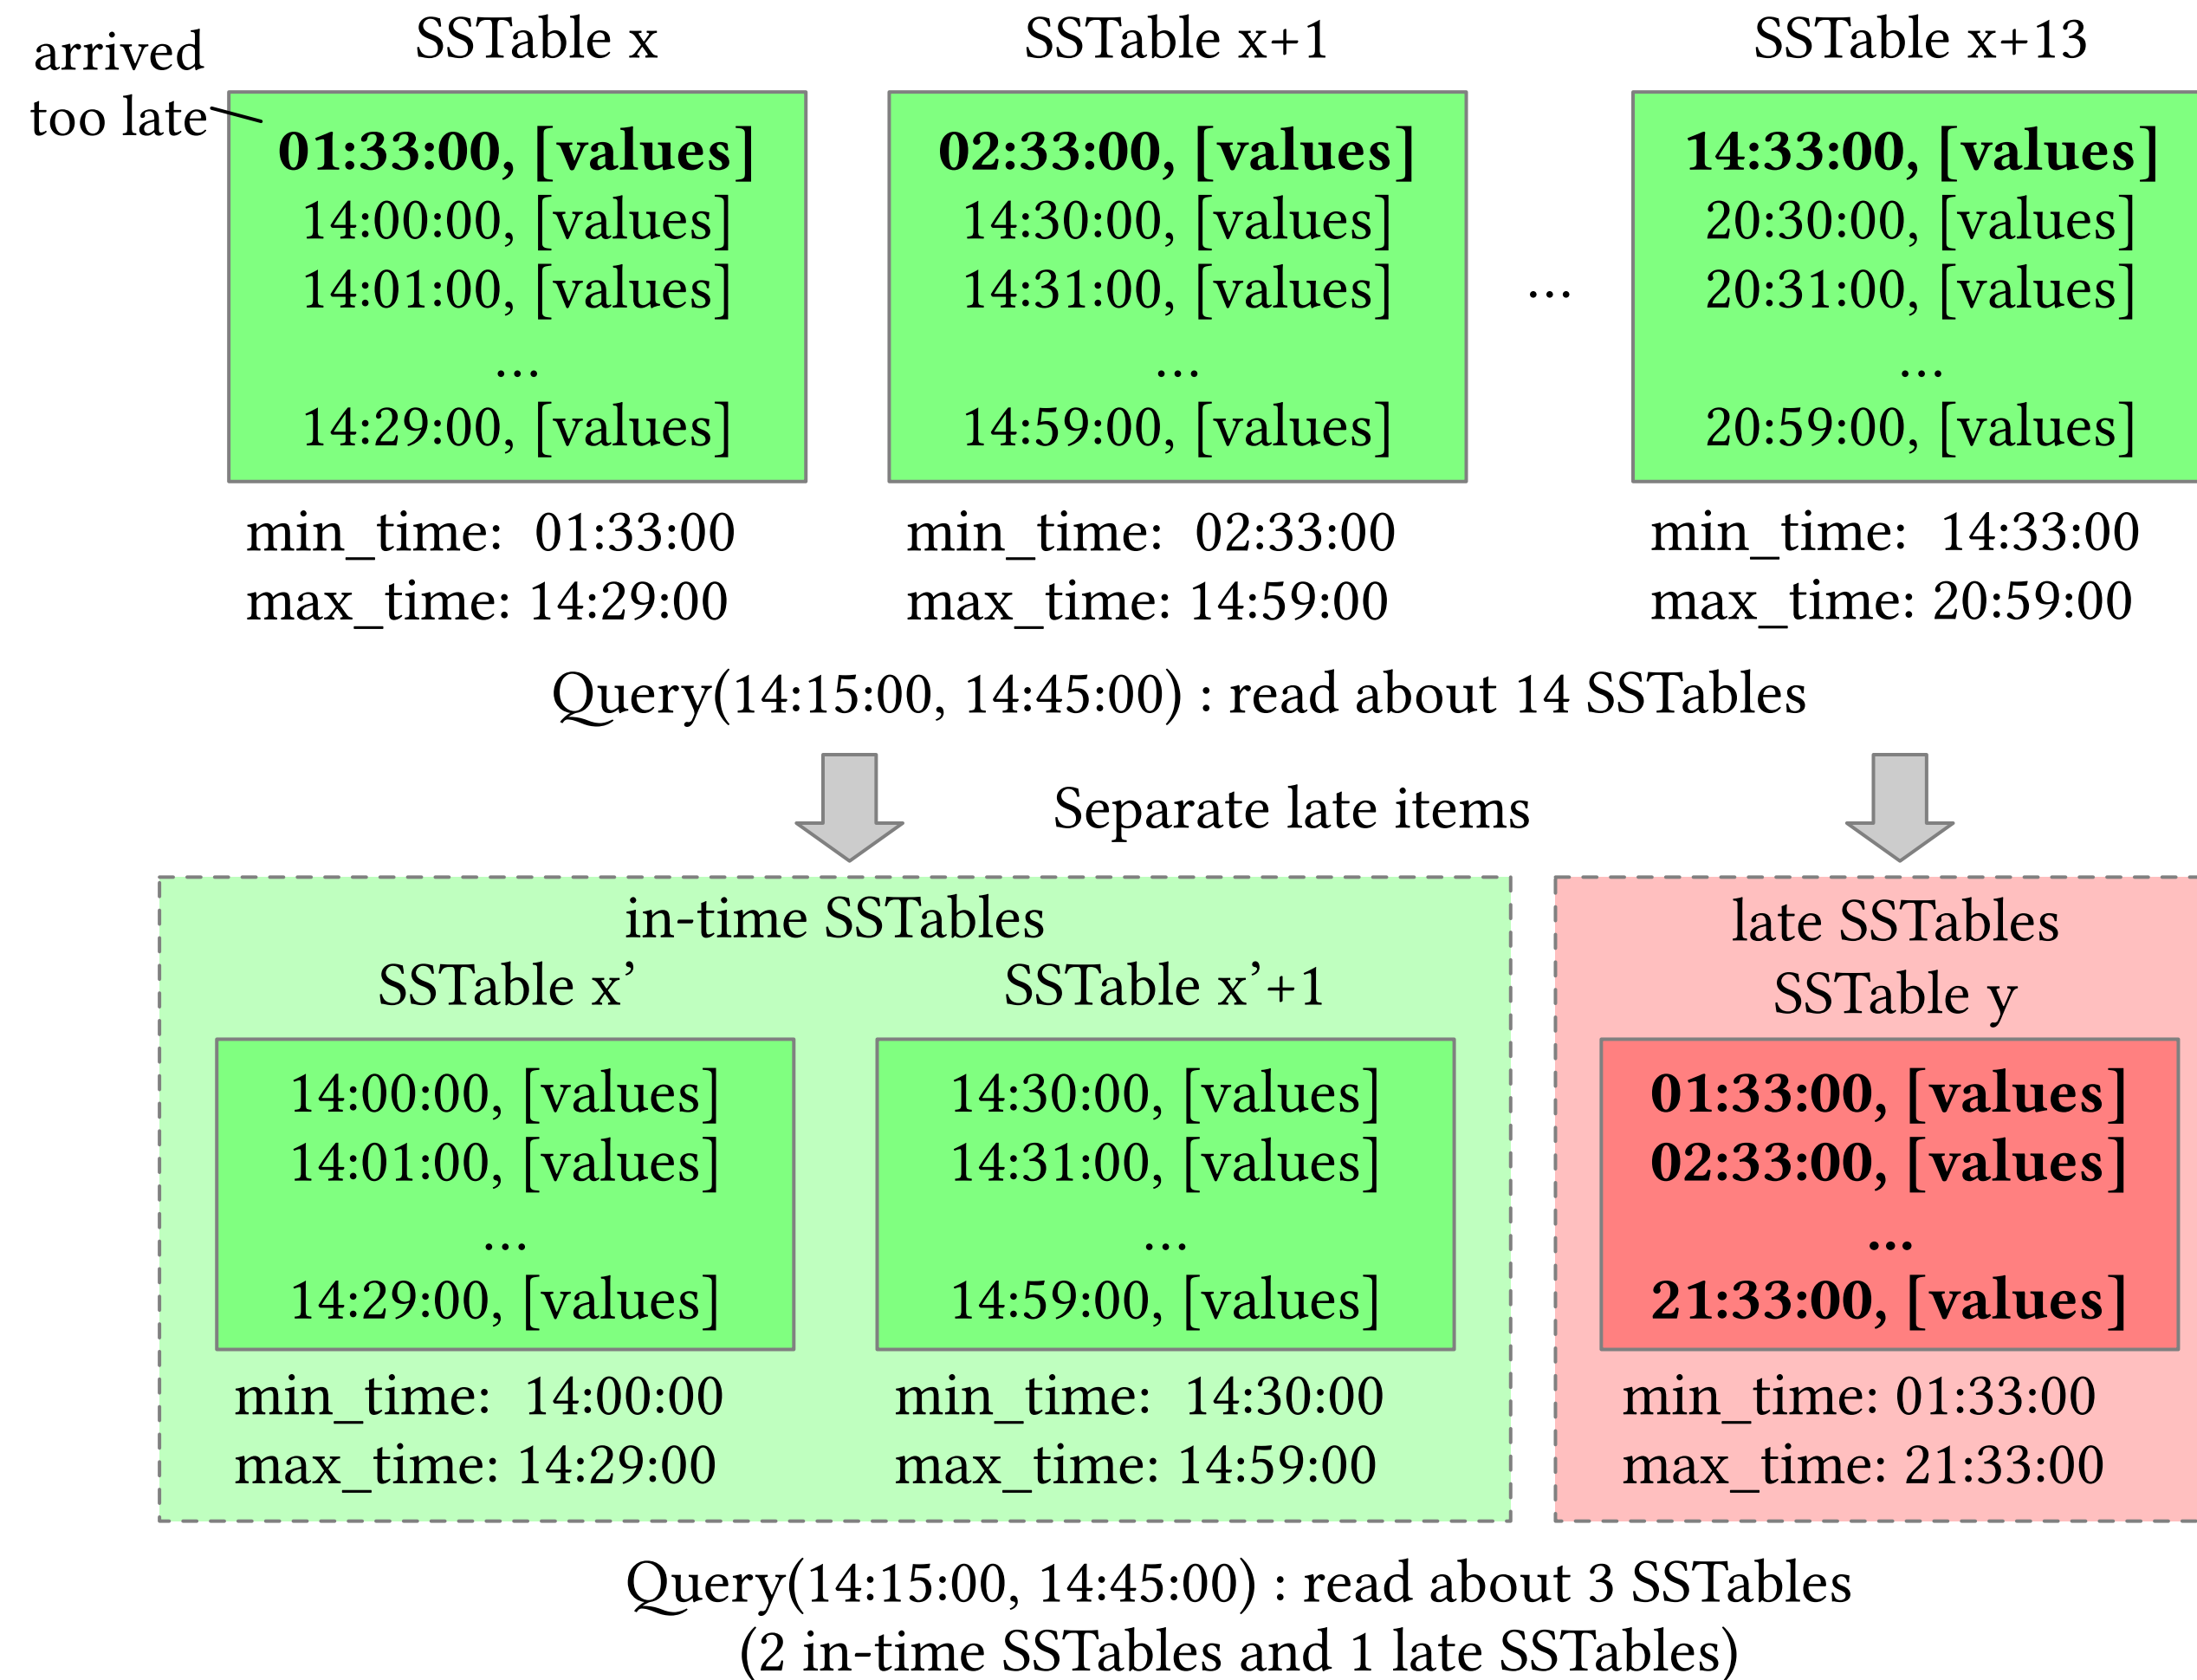 arrived
too late
SSTable x
01:33:00, [values]
14:00:00, [values]
14:01:00, [values]
...
14:29:00, [values]
min_time: 01:33:00
max_time: 14:29:00
SSTable x+1
02:33:00, [values]
14:30:00, [values]
14:31:00, [values]
...
14:59:00, [values]
min_time: 02:33:00
max_time: 14:59:00
...
SSTable x+13
14:33:00, [values]
20:30:00, [values]
20:31:00, [values]
...
20:59:00, [values]
min_time: 14:33:00
max_time: 20:59:00
Query(14:15:00, 14:45:00) : read about 14 SSTables
Separate late items
in-time SSTables
SSTable x’
14:00:00, [values]
14:01:00, [values]
...
14:29:00, [values]
min_time: 14:00:00
max_time: 14:29:00
SSTable x’+1
14:30:00, [values]
14:31:00, [values]
...
14:59:00, [values]
min_time: 14:30:00
max_time: 14:59:00
late SSTables
SSTable y
01:33:00, [values]
02:33:00, [values]
...
21:33:00, [values]
min_time: 01:33:00
max_time: 21:33:00
Query(14:15:00, 14:45:00) : read about 3 SSTables
(2 in-time SSTables and 1 late SSTables)